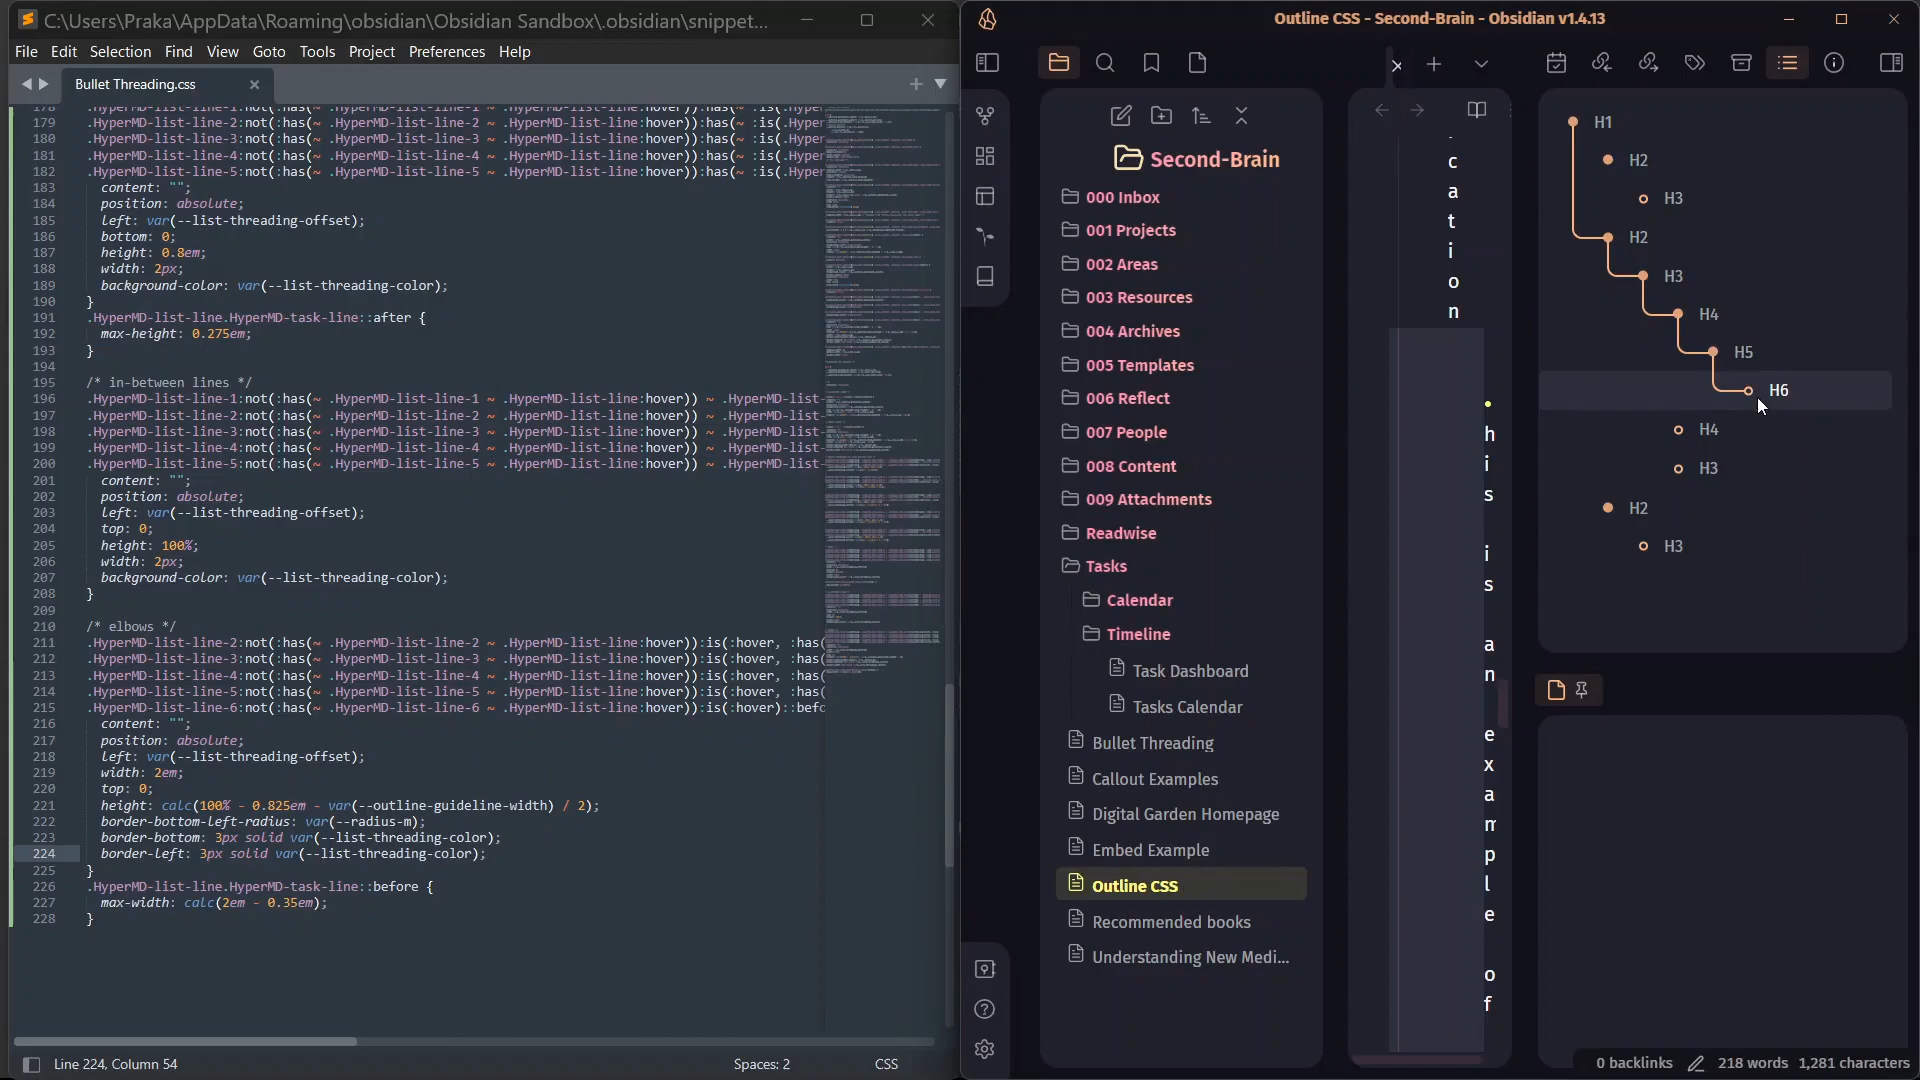 C:\Users\Praka\AppData\Roaming\obsidian\Obsidian Sandbox\.obsidian\snippet...
File Edit Selection Find View Goto Tools Project Preferences Help
Bullet Threading.css
179 .HyperMD-list-line-2:not(:has(~ .HyperMD-list-line-2 ~ .HyperMD-list-line:hover)):has(~ :is(.Hyper
180 .HyperMD-list-line-3:not(:has(~ .HyperMD-list-line-3 ~ .HyperMD-list-line:hover)):has(~ :is(.Hyper
181 .HyperMD-list-line-4:not(:has(~ .HyperMD-list-line-4 ~ .HyperMD-list-line:hover)):has(~ :is(.Hyper
182 .HyperMD-list-line-5:not(:has(~ .HyperMD-list-line-5 ~ .HyperMD-list-line:hover)):has(~ :is(.Hyper
183 content: "";
184 position: absolute;
185 left: var(--list-threading-offset);
186 bottom: 0;
187 height: 0.8em;
188 width: 2px;
189 background-color: var(--list-threading-color);
190 }
191 .HyperMD-list-line.HyperMD-task-line::after {
192 max-height: 0.275em;
193 }
194
195 /* in-between lines */
196 .HyperMD-list-line-1:not(:has(~ .HyperMD-list-line-1 ~ .HyperMD-list-line:hover)) ~ .HyperMD-list-
197 .HyperMD-list-line-2:not(:has(~ .HyperMD-list-line-2 ~ .HyperMD-list-line:hover)) ~ .HyperMD-list-
198 .HyperMD-list-line-3:not(:has(~ .HyperMD-list-line-3 ~ .HyperMD-list-line:hover)) ~ .HyperMD-list-
199 .HyperMD-list-line-4:not(:has(~ .HyperMD-list-line-4 ~ .HyperMD-list-line:hover)) ~ .HyperMD-list-
200 .HyperMD-list-line-5:not(:has(~ .HyperMD-list-line-5 ~ .HyperMD-list-line:hover)) ~ .HyperMD-list-
201 content: "";
202 position: absolute;
203 left: var(--list-threading-offset);
204 top: 0;
205 height: 100%;
206 width: 2px;
207 background-color: var(--list-threading-color);
208 }
209
210 /* elbows */
211 .HyperMD-list-line-2:not(:has(~ .HyperMD-list-line-2 ~ .HyperMD-list-line:hover)):is(:hover, :has(
212 .HyperMD-list-line-3:not(:has(~ .HyperMD-list-line-3 ~ .HyperMD-list-line:hover)):is(:hover, :has(
213 .HyperMD-list-line-4:not(:has(~ .HyperMD-list-line-4 ~ .HyperMD-list-line:hover)):is(:hover, :has(
214 .HyperMD-list-line-5:not(:has(~ .HyperMD-list-line-5 ~ .HyperMD-list-line:hover)):is(:hover, :has(
215 .HyperMD-list-line-6:not(:has(~ .HyperMD-list-line-6 ~ .HyperMD-list-line:hover)):is(:hover)::befo
216 content: "";
217 position: absolute;
218 left: var(--list-threading-offset);
219 width: 2em;
220 top: 0;
221 height: calc(100% - 0.825em - var(--outline-guideline-width) / 2);
222 border-bottom-left-radius: var(--radius-m);
223 border-bottom: 3px solid var(--list-threading-color);
224 border-left: 3px solid var(--list-threading-color);
225 }
226 .HyperMD-list-line.HyperMD-task-line::before {
227 max-width: calc(2em - 0.35em);
228 }
Line 224, Column 54
Spaces: 2
CSS
Outline CSS - Second-Brain - Obsidian v1.4.13
Second-Brain
000 Inbox
001 Projects
002 Areas
003 Resources
004 Archives
005 Templates
006 Reflect
007 People
008 Content
009 Attachments
Readwise
Tasks
Calendar
Timeline
Task Dashboard
Tasks Calendar
Bullet Threading
Callout Examples
Digital Garden Homepage
Embed Example
Outline CSS
Recommended books
Understanding New Medi...
c
a
t
i
o
n
h
i
s
i
s
a
n
e
x
a
m
p
l
e
o
f
H1
H2
H3
H2
H3
H4
H5
H6
H4
H3
H2
H3
0 backlinks
218 words 1,281 characters